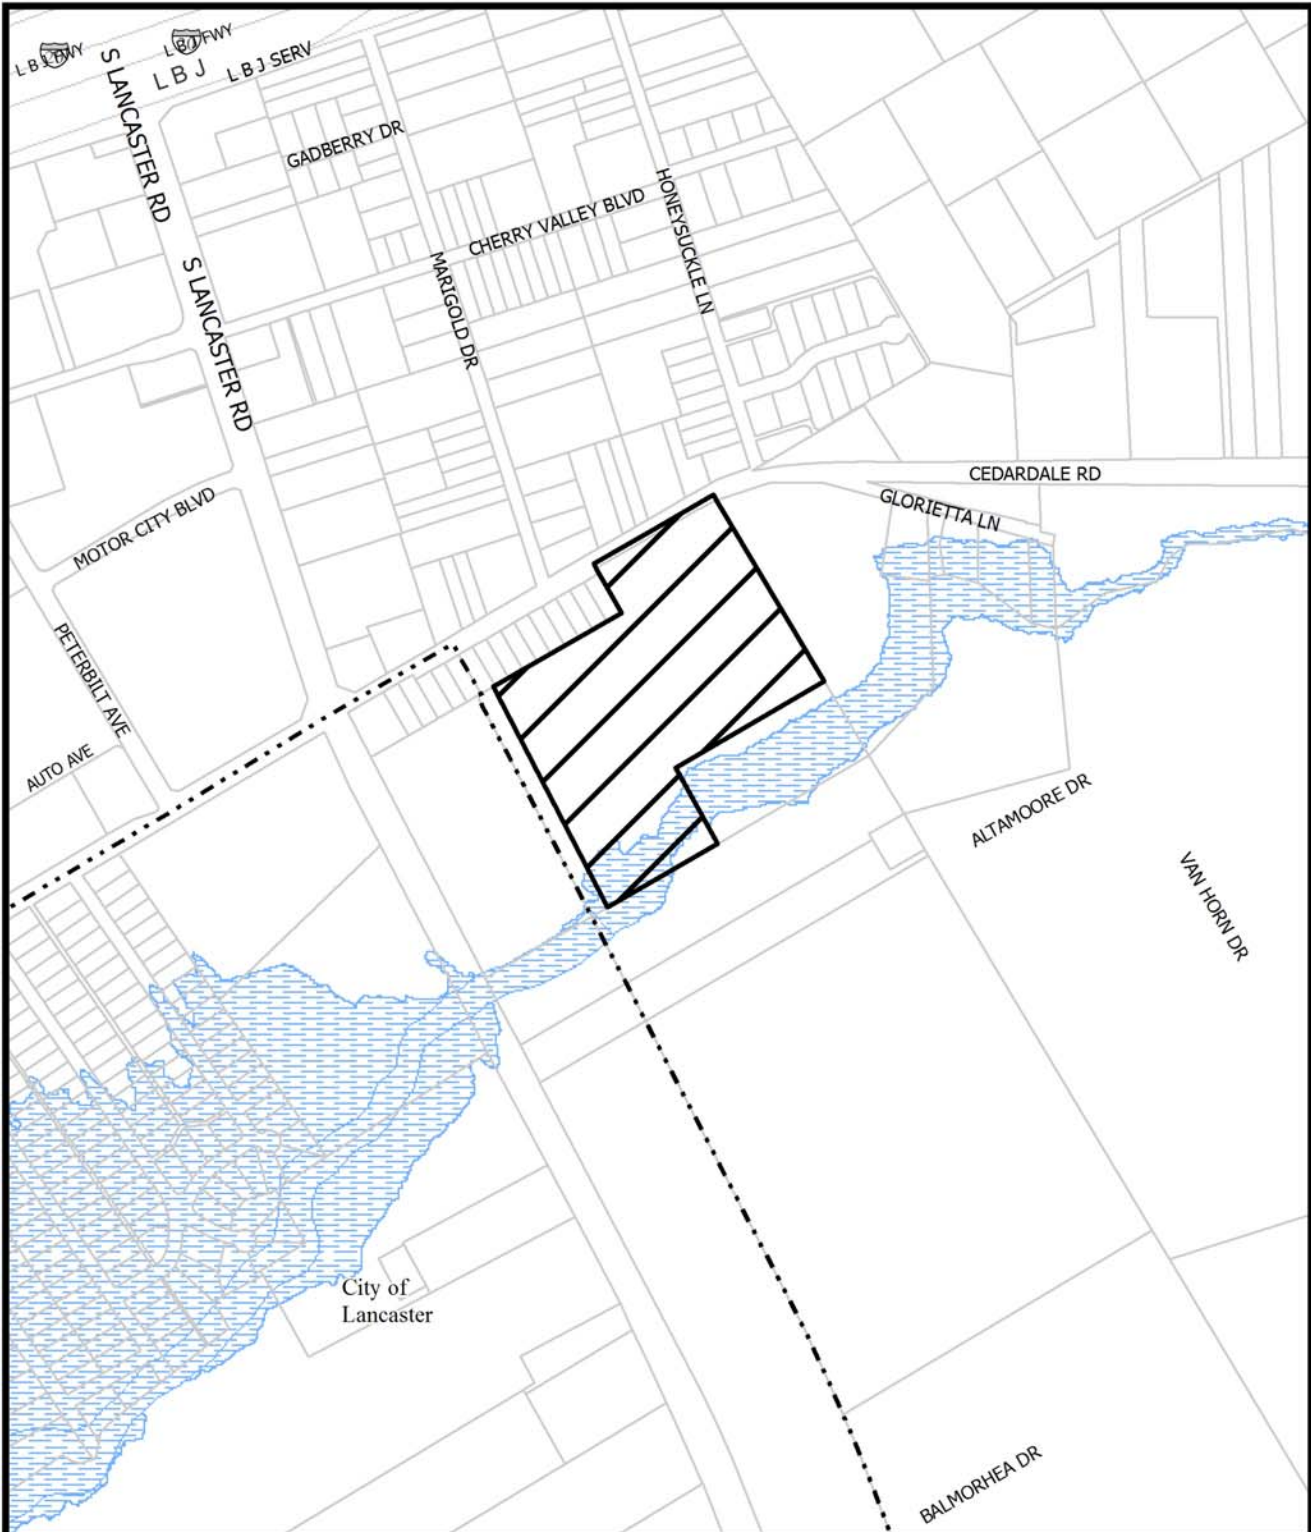 L B J FWY
L B J FWY
L B J
L B J SERV
S LANCASTER RD
GADBERRY DR
HONEYSUCKLE LN
CHERRY VALLEY BLVD
MARIGOLD DR
S LANCASTER RD
CEDARDALE RD
GLORIETTA LN
MOTOR CITY BLVD
PETERBILT AVE
AUTO AVE
ALTAMOORE DR
VAN HORN DR
City of
Lancaster
BALMORHEA DR